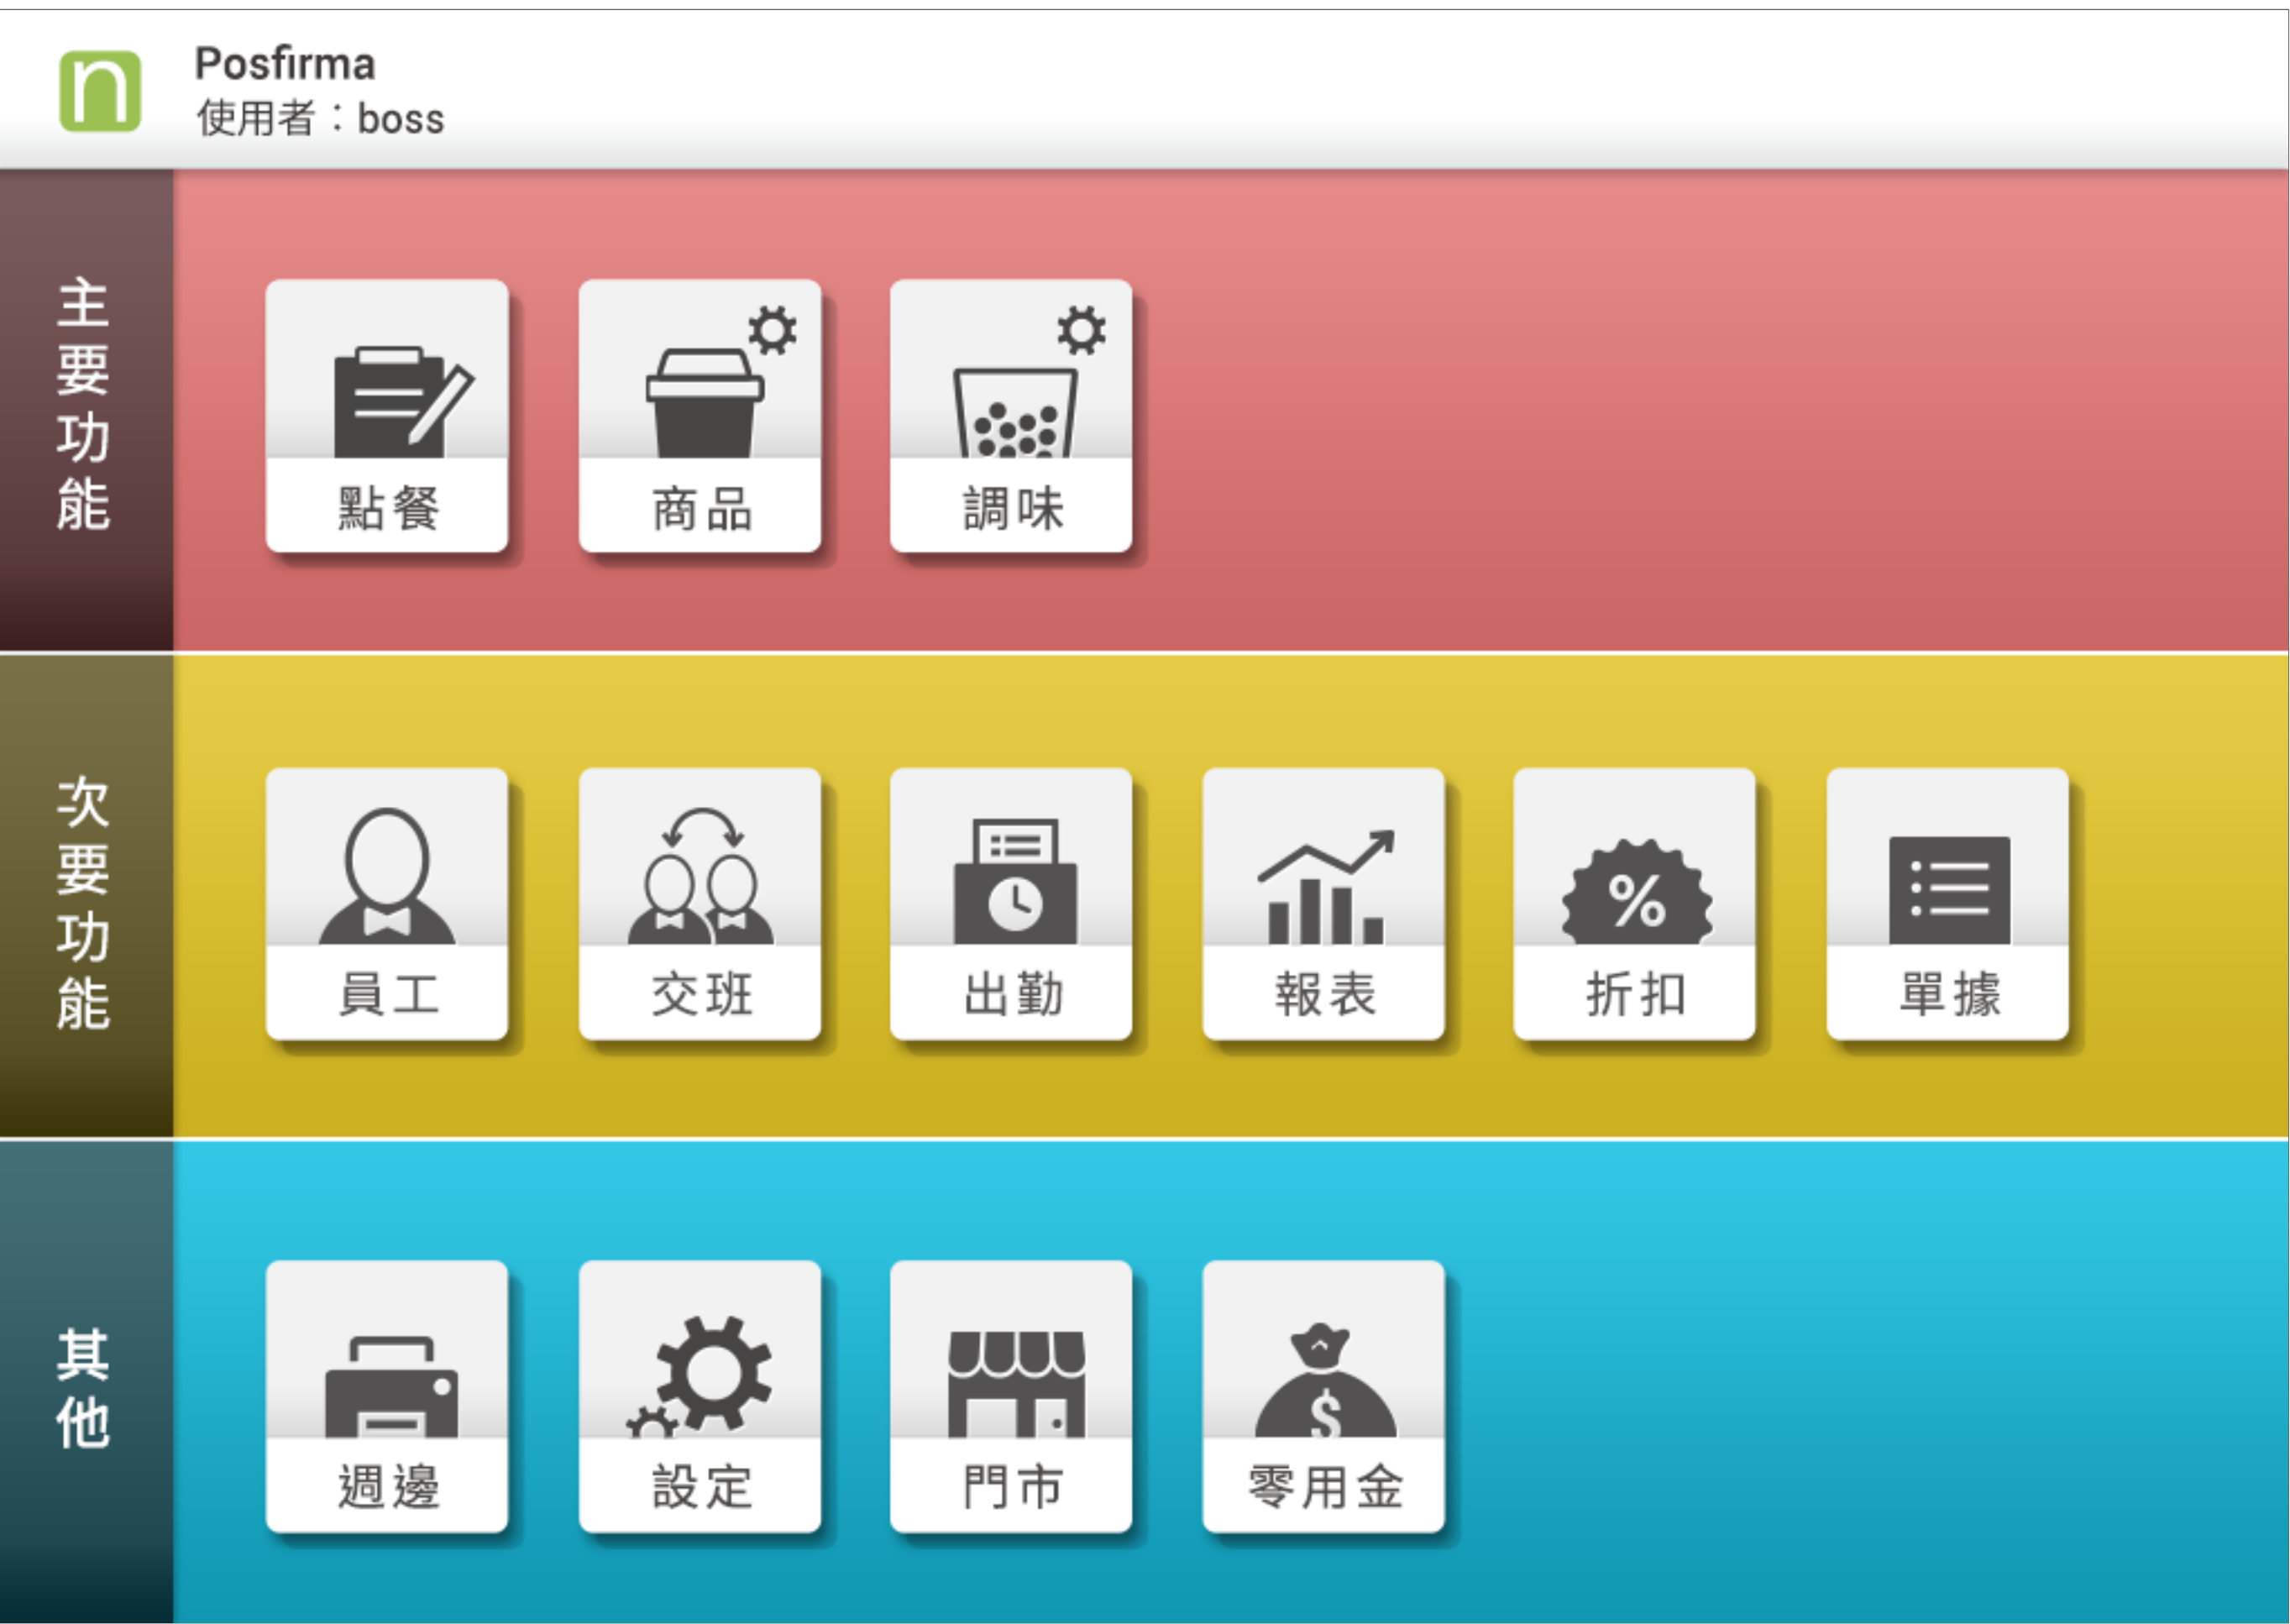 n
Posfirma
使用者：boss
主要功能
點餐
商品
調味
次要功能
%
員工
交班
出勤
報表
折扣
單據
其他
$
週邊
設定
門市
零用金